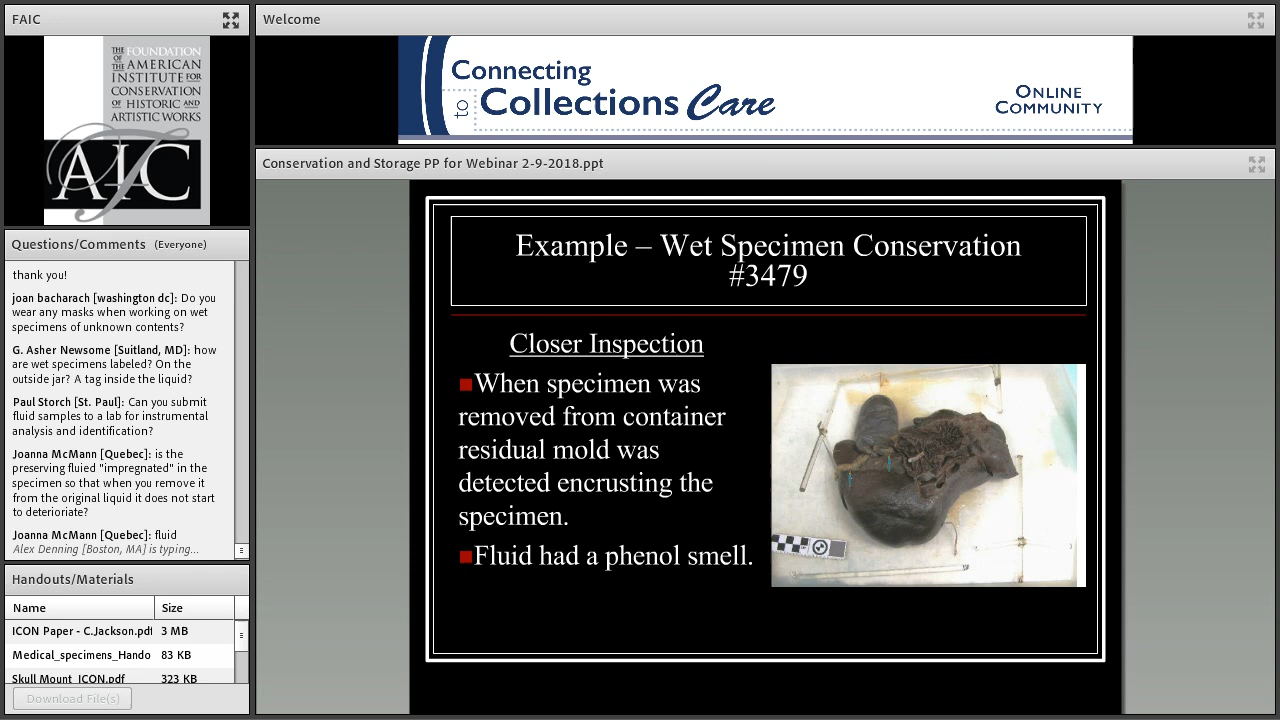 FAIC
THE FOUNDATION
OF THE AMERICAN
INSTITUTE FOR
CONSERVATION
OF HISTORIC AND
ARTISTIC WORKS
FAIC
Questions/Comments (Everyone)
thank you!
joan bacharach [washington dc]: Do you
wear any masks when working on wet
specimens of unknown contents?
G. Asher Newsome [Suitland, MD]: how
are wet specimens labeled? On the
outside jar? A tag inside the liquid?
Paul Storch [St. Paul]: Can you submit
fluid samples to a lab for instrumental
analysis and identification?
Joanna McMann [Quebec]: is the
preserving flueid "impregnated" in the
specimen so that when you remove it
from the original liquid it does not start
to deterioriate?
Joanna McMann [Quebec]: fluid
Alex Denning [Boston, MA] is typing...
Handouts/Materials
Name Size
ICON Paper - C.Jackson.pdf 3 MB
Medical_specimens_Hando 83 KB
Skull Mount_ICON.pdf 323 KB
Download File(s)
Welcome
Connecting
to Collections Care
ONLINE
COMMUNITY
Conservation and Storage PP for Webinar 2-9-2018.ppt
Example – Wet Specimen Conservation
#3479
Closer Inspection
When specimen was
removed from container
residual mold was
detected encrusting the
specimen.
Fluid had a phenol smell.